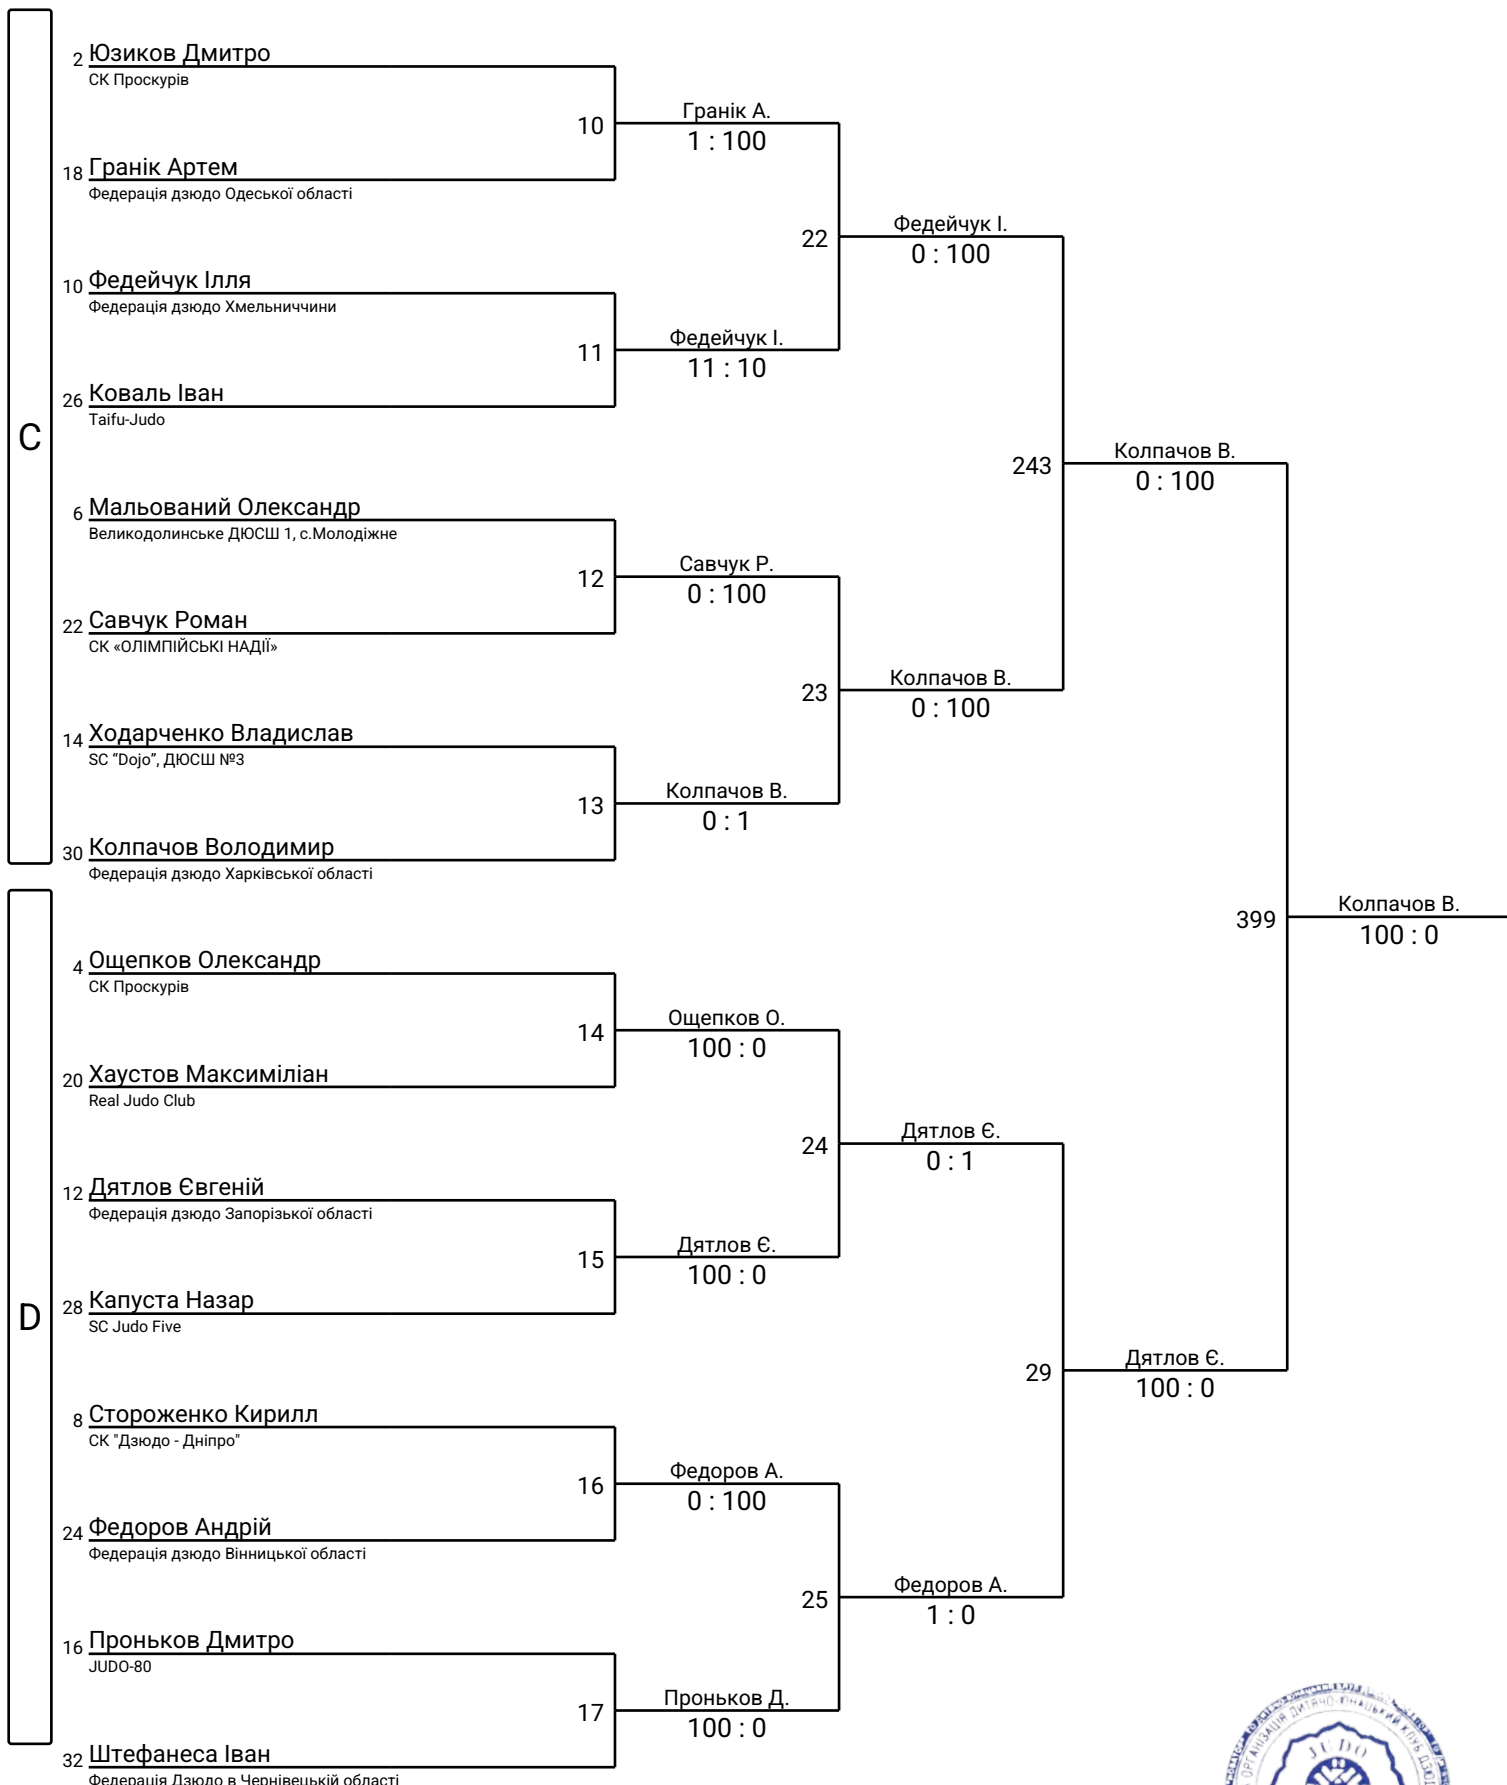 C
2 Юзиков Дмитро
СК Проскурів
10
Гранік А.
1 : 100
18 Гранік Артем
Федерація дзюдо Одеської області
22
Федейчук І.
0 : 100
10 Федейчук Ілля
Федерація дзюдо Хмельниччини
11
Федейчук І.
11 : 10
26 Коваль Іван
Taifu-Judo
243
Колпачов В.
0 : 100
6 Мальований Олександр
Великодолинське ДЮСШ 1, с.Молодіжне
12
Савчук Р.
0 : 100
22 Савчук Роман
СК «ОЛІМПІЙСЬКІ НАДІЇ»
23
Колпачов В.
0 : 100
14 Ходарченко Владислав
SC “Dojo”, ДЮСШ №3
13
Колпачов В.
0 : 1
30 Колпачов Володимир
Федерація дзюдо Харківської області
399
Колпачов В.
100 : 0
D
4 Ощепков Олександр
СК Проскурів
14
Ощепков О.
100 : 0
20 Хаустов Максиміліан
Real Judo Club
24
Дятлов Є.
0 : 1
12 Дятлов Євгеній
Федерація дзюдо Запорізької області
15
Дятлов Є.
100 : 0
28 Капуста Назар
SC Judo Five
29
Дятлов Є.
100 : 0
8 Стороженко Кирилл
СК "Дзюдо - Дніпро"
16
Федоров А.
0 : 100
24 Федоров Андрій
Федерація дзюдо Вінницької області
25
Федоров А.
1 : 0
16 Проньков Дмитро
JUDO-80
17
Проньков Д.
100 : 0
32 Штефанеса Іван
Федерація Дзюдо в Чернівецькій області
ОРГАНІЗАЦІЯ ДИТЯЧО-ЮНАЦЬКИЙ КЛУБ
JUDO